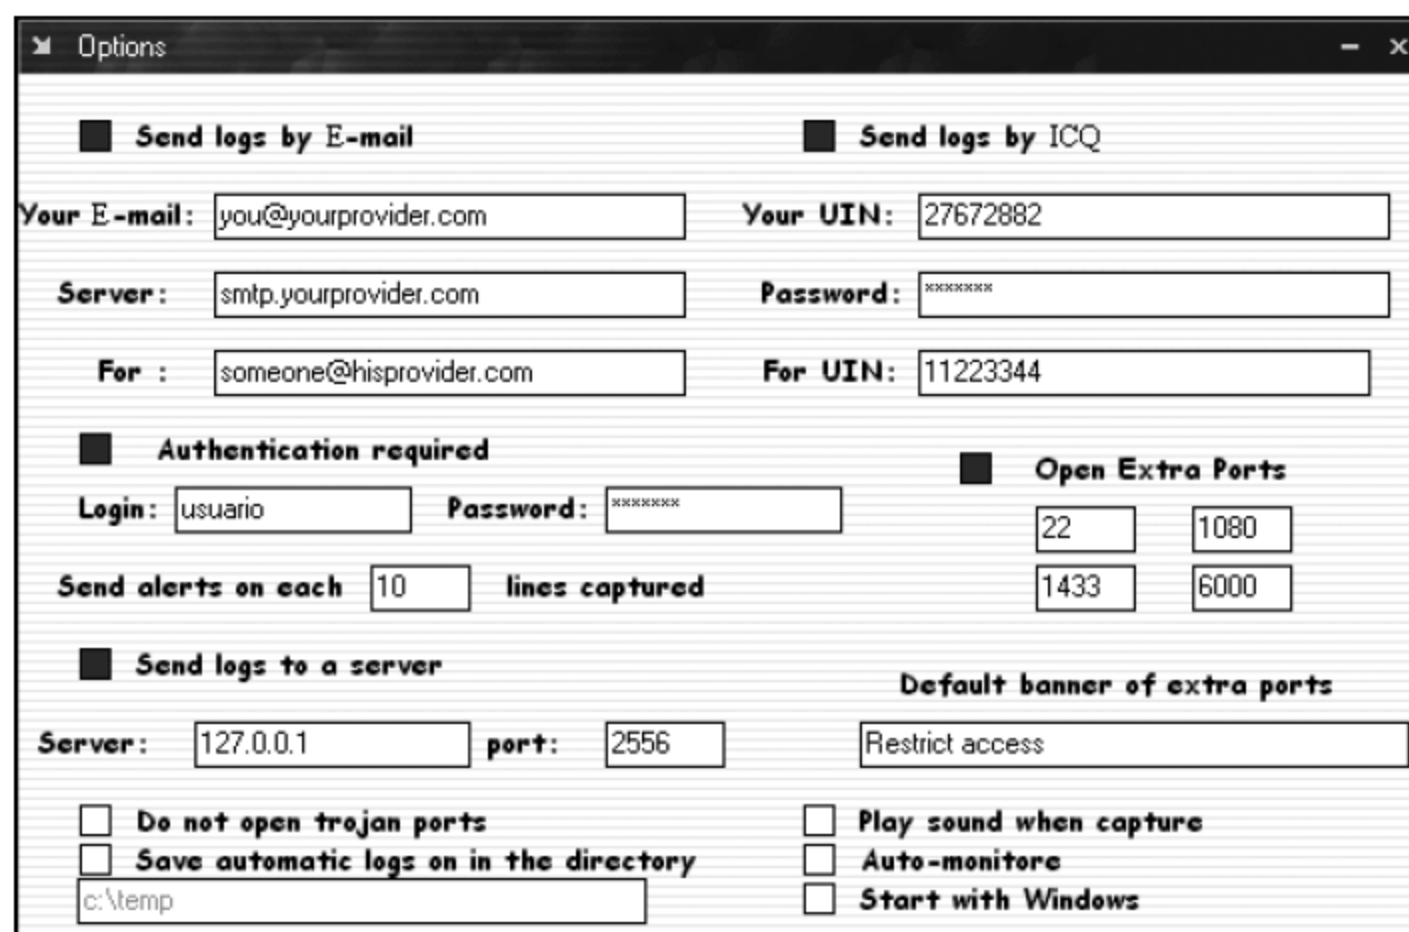 Options
Send logs by E-mail
Send logs by ICQ
Your E-mail: you@yourprovider.com
Your UIN: 27672882
Server: smtp.yourprovider.com
Password: *******
For : someone@hisprovider.com
For UIN: 11223344
Authentication required
Open Extra Ports
Login: usuario Password: *******
22 1080
Send alerts on each 10 lines captured
1433 6000
Send logs to a server
Default banner of extra ports
Server: 127.0.0.1 port: 2556
Restrict access
Do not open trojan ports
Play sound when capture
Save automatic logs on in the directory
Auto-monitore
c:\temp
Start with Windows